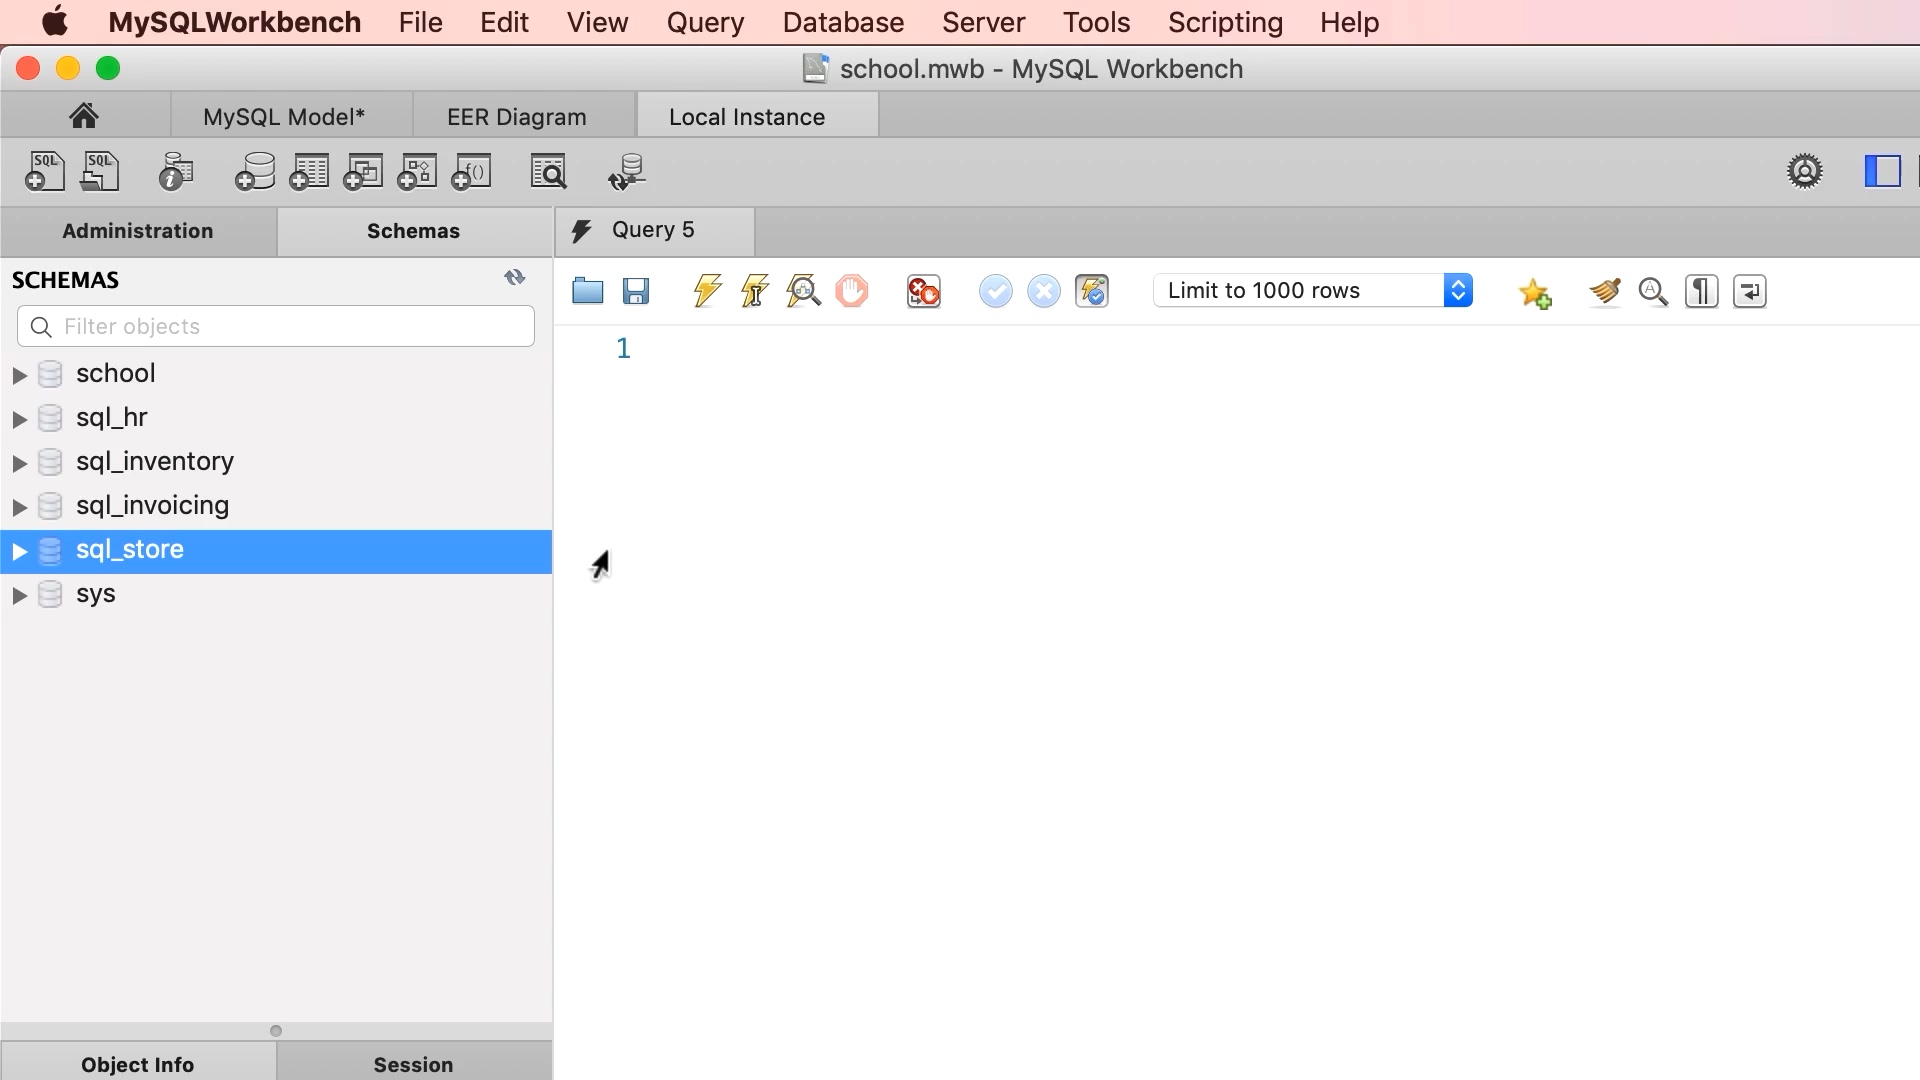 MySQLWorkbench File Edit View Query Database Server Tools Scripting Help
school.mwb - MySQL Workbench
MySQL Model* EER Diagram Local Instance
SQL SQL f()
Administration Schemas Query 5
SCHEMAS
Limit to 1000 rows
Filter objects
1
school
sql_hr
sql_inventory
sql_invoicing
sql_store
sys
Object Info Session